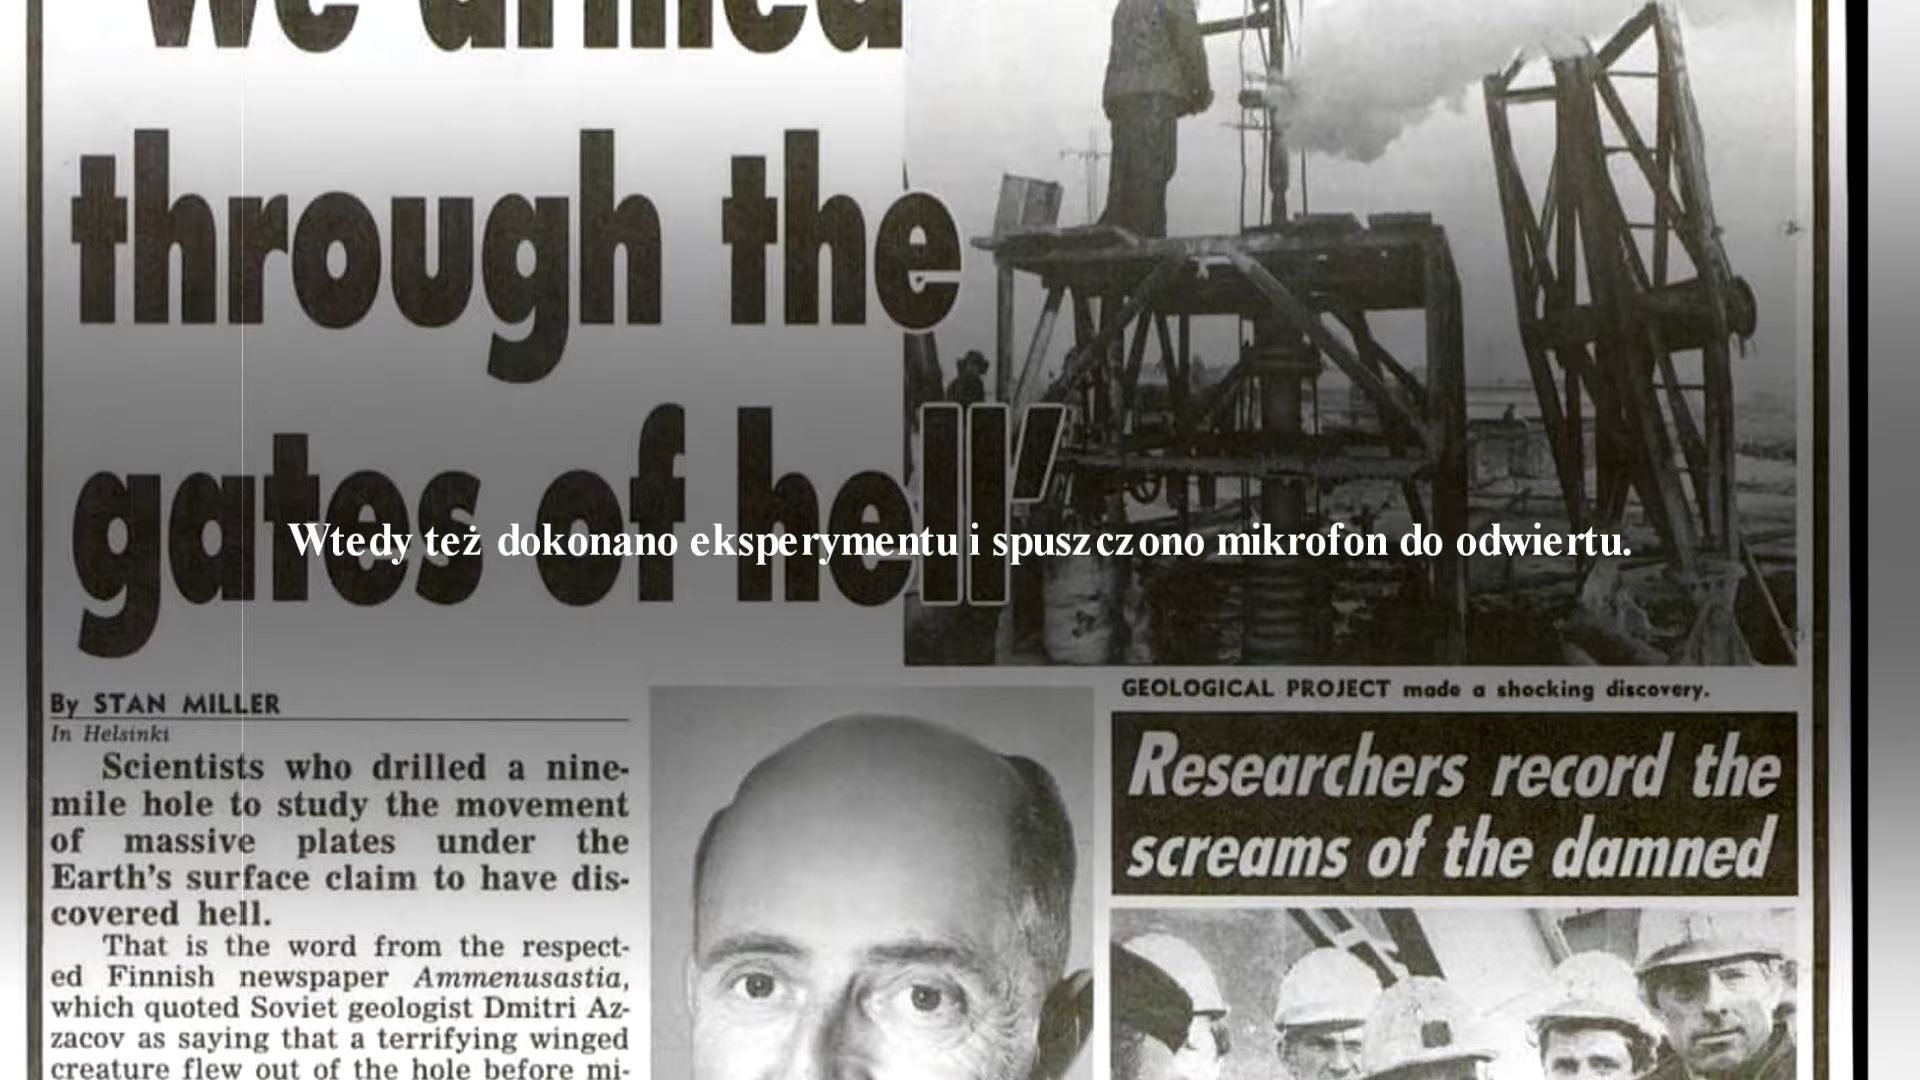 "We drilled
through the
gates of hell'
Wtedy też dokonano eksperymentu i spuszczono mikrofon do odwiertu.
By STAN MILLER
In Helsinki
Scientists who drilled a nine-
mile hole to study the movement
of massive plates under the
Earth's surface claim to have dis-
covered hell.
That is the word from the respect-
ed Finnish newspaper Ammenusastia,
which quoted Soviet geologist Dmitri Az-
zacov as saying that a terrifying winged
creature flew out of the hole before mi-
GEOLOGICAL PROJECT made a shocking discovery.
Researchers record the
screams of the damned